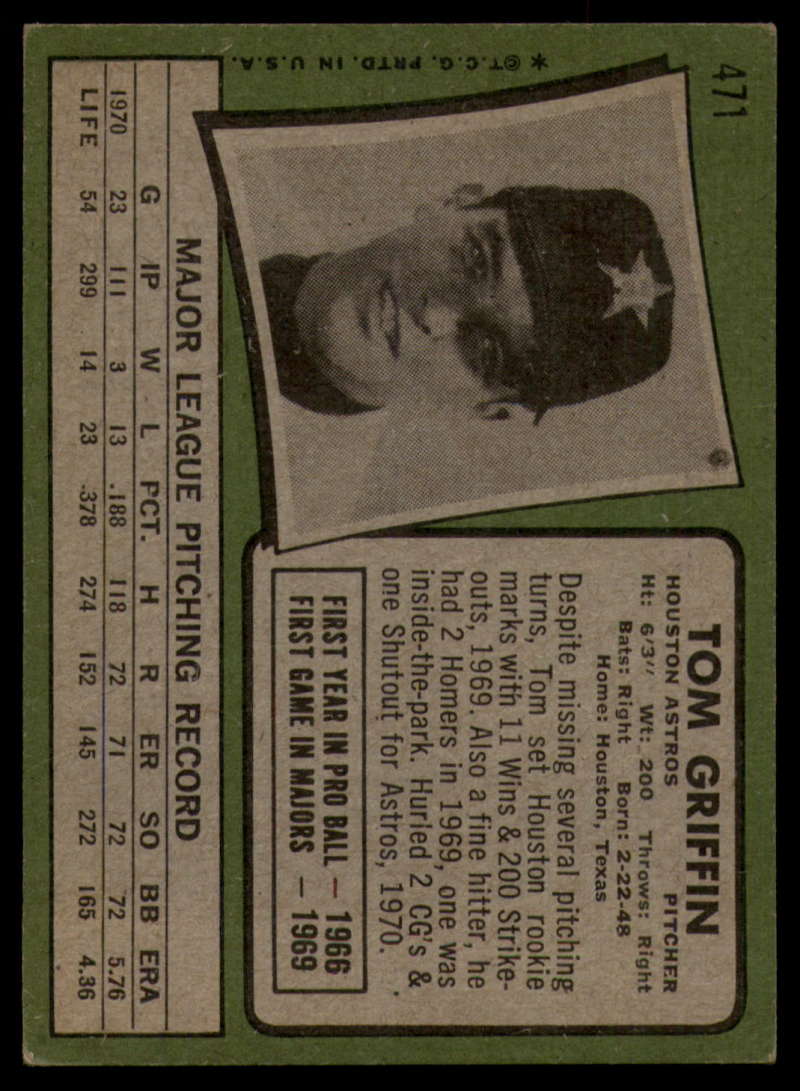 471
* © T.C.G. PRTD. IN U.S.A.
TOM GRIFFIN
HOUSTON ASTROS PITCHER
Ht: 6'3" Wt: 200 Throws: Right
Bats: Right Born: 2-22-48
Home: Houston, Texas
Despite missing several pitching
turns, Tom set Houston rookie
marks with 11 Wins & 200 Strike-
outs, 1969. Also a fine hitter, he
had 2 Homers in 1969, one was
inside-the-park. Hurled 2 CG's &
one Shutout for Astros, 1970.
FIRST YEAR IN PRO BALL — 1966
FIRST GAME IN MAJORS — 1969
MAJOR LEAGUE PITCHING RECORD
G IP W L PCT. H R ER SO BB ERA
1970 23 111 3 13 .188 118 72 71 72 72 5.76
LIFE 54 299 14 23 .378 274 152 145 272 165 4.36